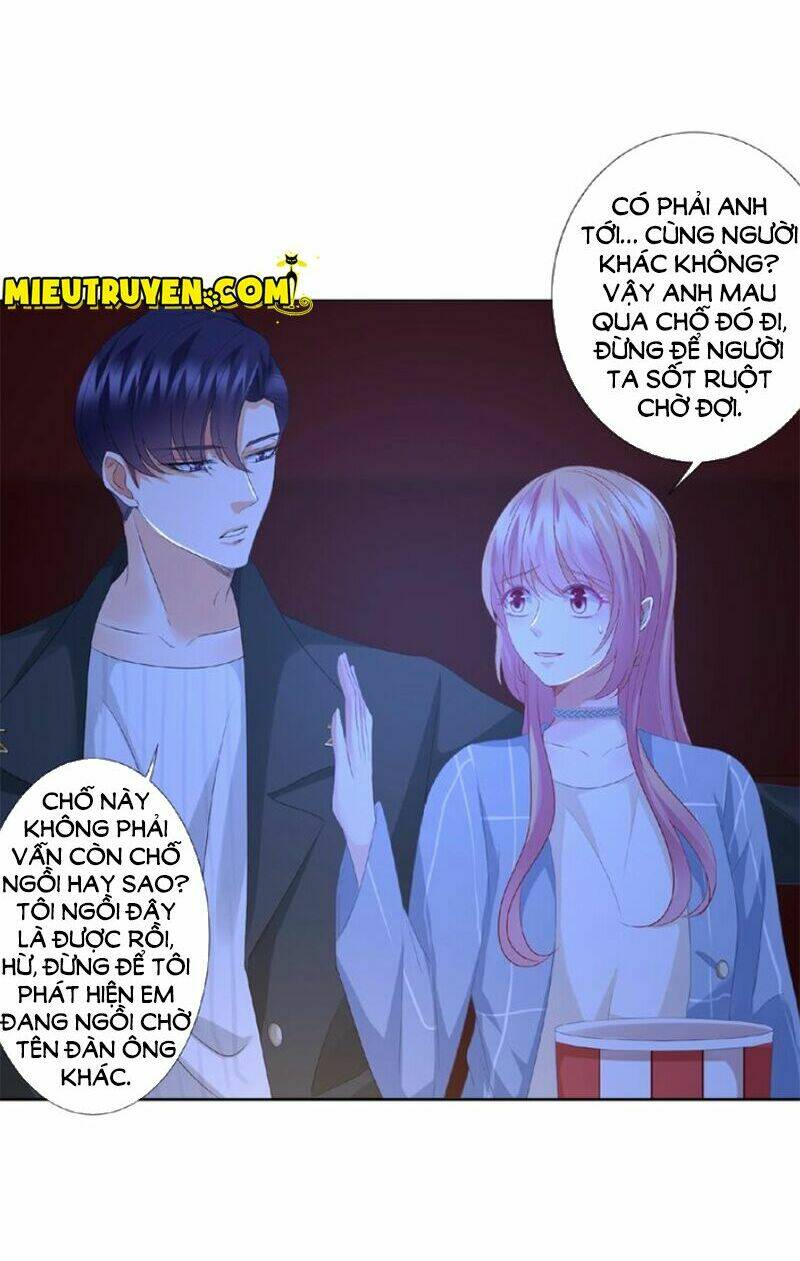 MIEUTRUYEN.COM
CÓ PHẢI ANH
TỚI... CÙNG NGƯỜI
KHÁC KHÔNG?
VẬY ANH MAU
QUA CHỖ ĐÓ ĐI,
ĐỪNG ĐỂ NGƯỜI
TA SỐT RUỘT
CHỜ ĐỢI.
CHỖ NÀY
KHÔNG PHẢI
VẪN CÒN CHỖ
NGỒI HAY SAO?
TÔI NGỒI ĐÂY
LÀ ĐƯỢC RỒI,
HỪ, ĐỪNG ĐỂ TÔI
PHÁT HIỆN EM
ĐANG NGỒI CHỜ
TÊN ĐÀN ÔNG
KHÁC.